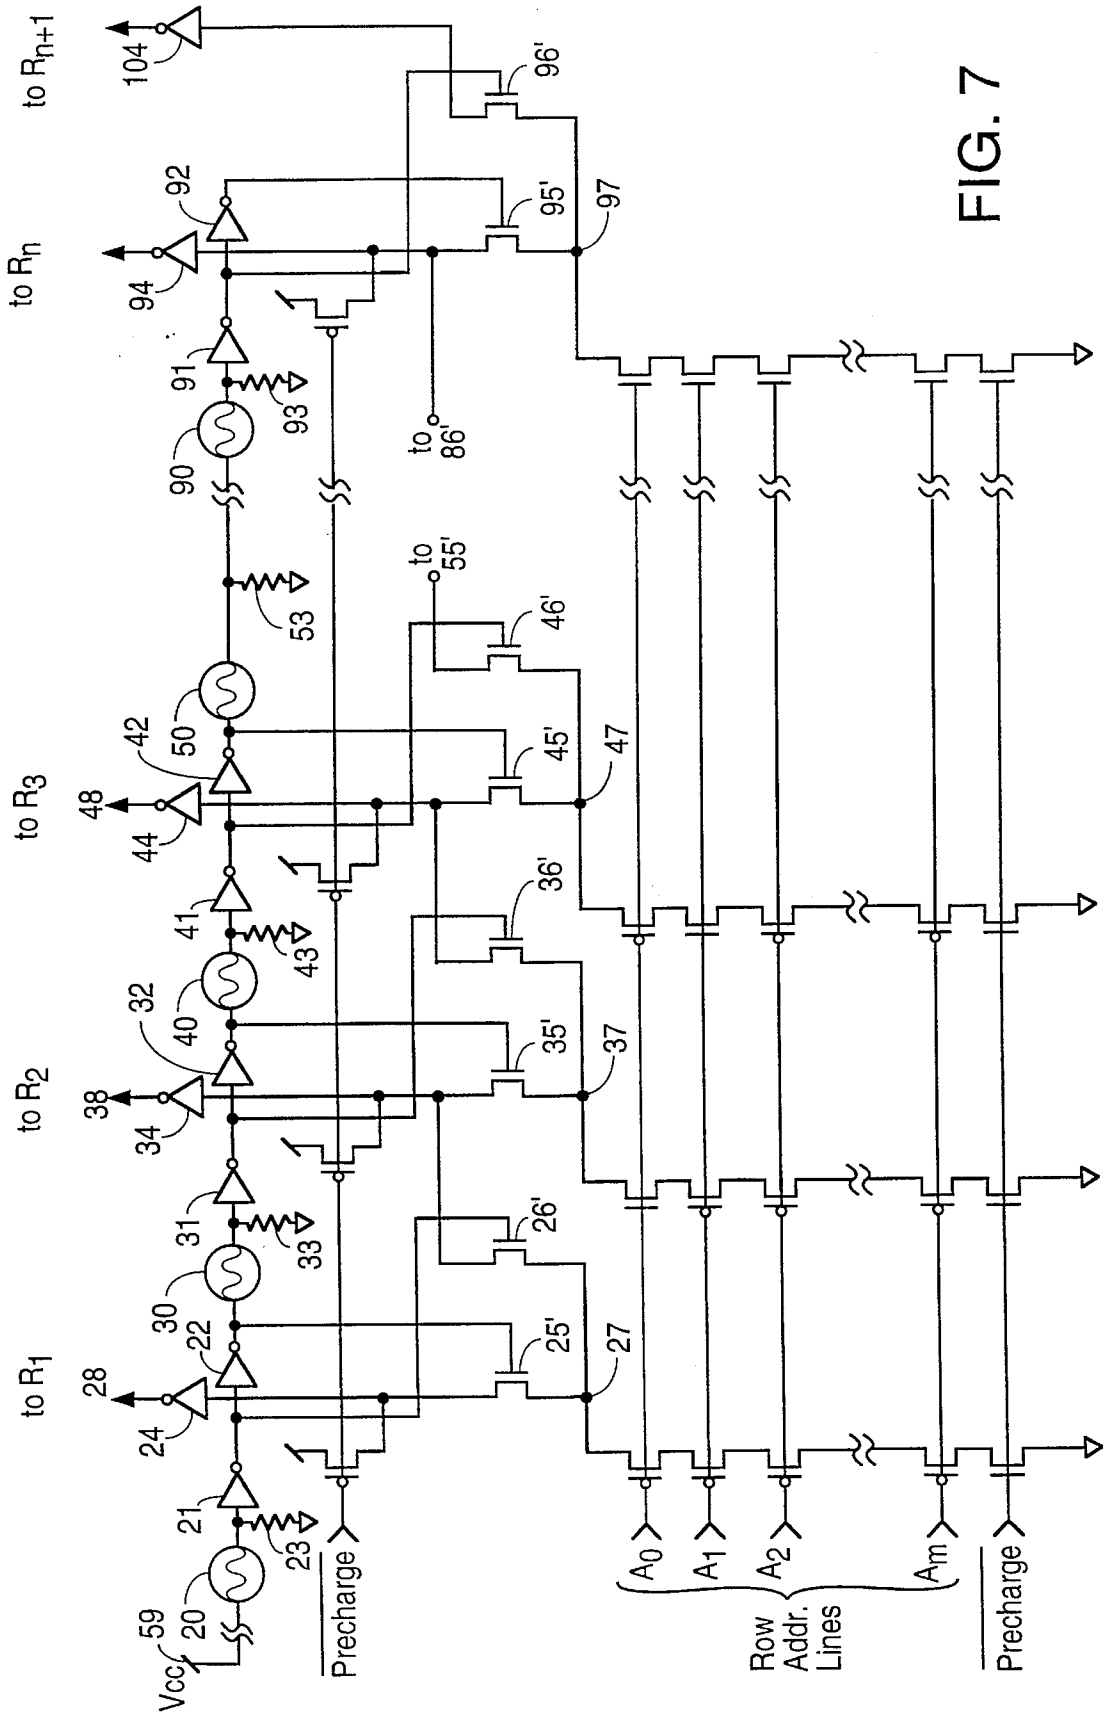 to R1
to R2
to R3
to Rn
to Rn+1
28
38
48
24
34
44
94
104
Vcc
59
20
21
22
23
30
31
32
33
40
41
42
43
50
53
90
91
92
93
Precharge
25'
26'
35'
36'
45'
46'
to
55'
to
86'
95'
96'
27
37
47
97
Row
Addr.
Lines
A0
A1
A2
Am
Precharge
FIG. 7